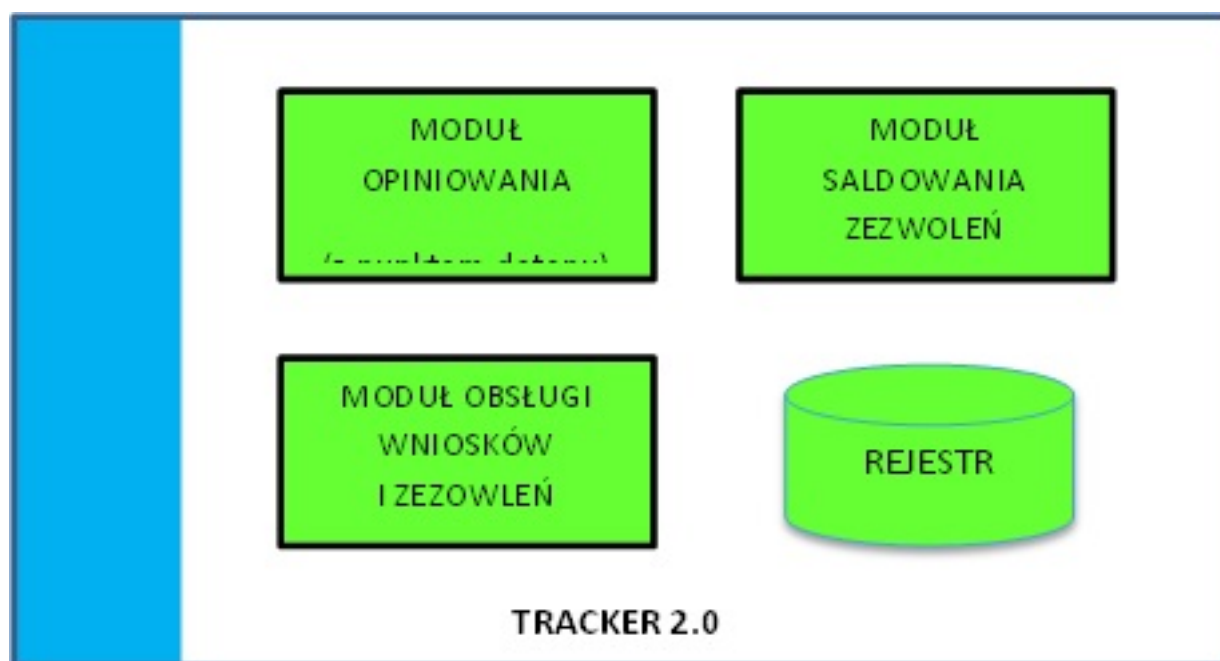 MODUŁ
OPINIOWANIA
MODUŁ
SALDOWANIA
ZEZWOLEŃ
MODUŁ OBSŁUGI
WNIOSKÓW
I ZEZOWLEŃ
REJESTR
TRACKER 2.0